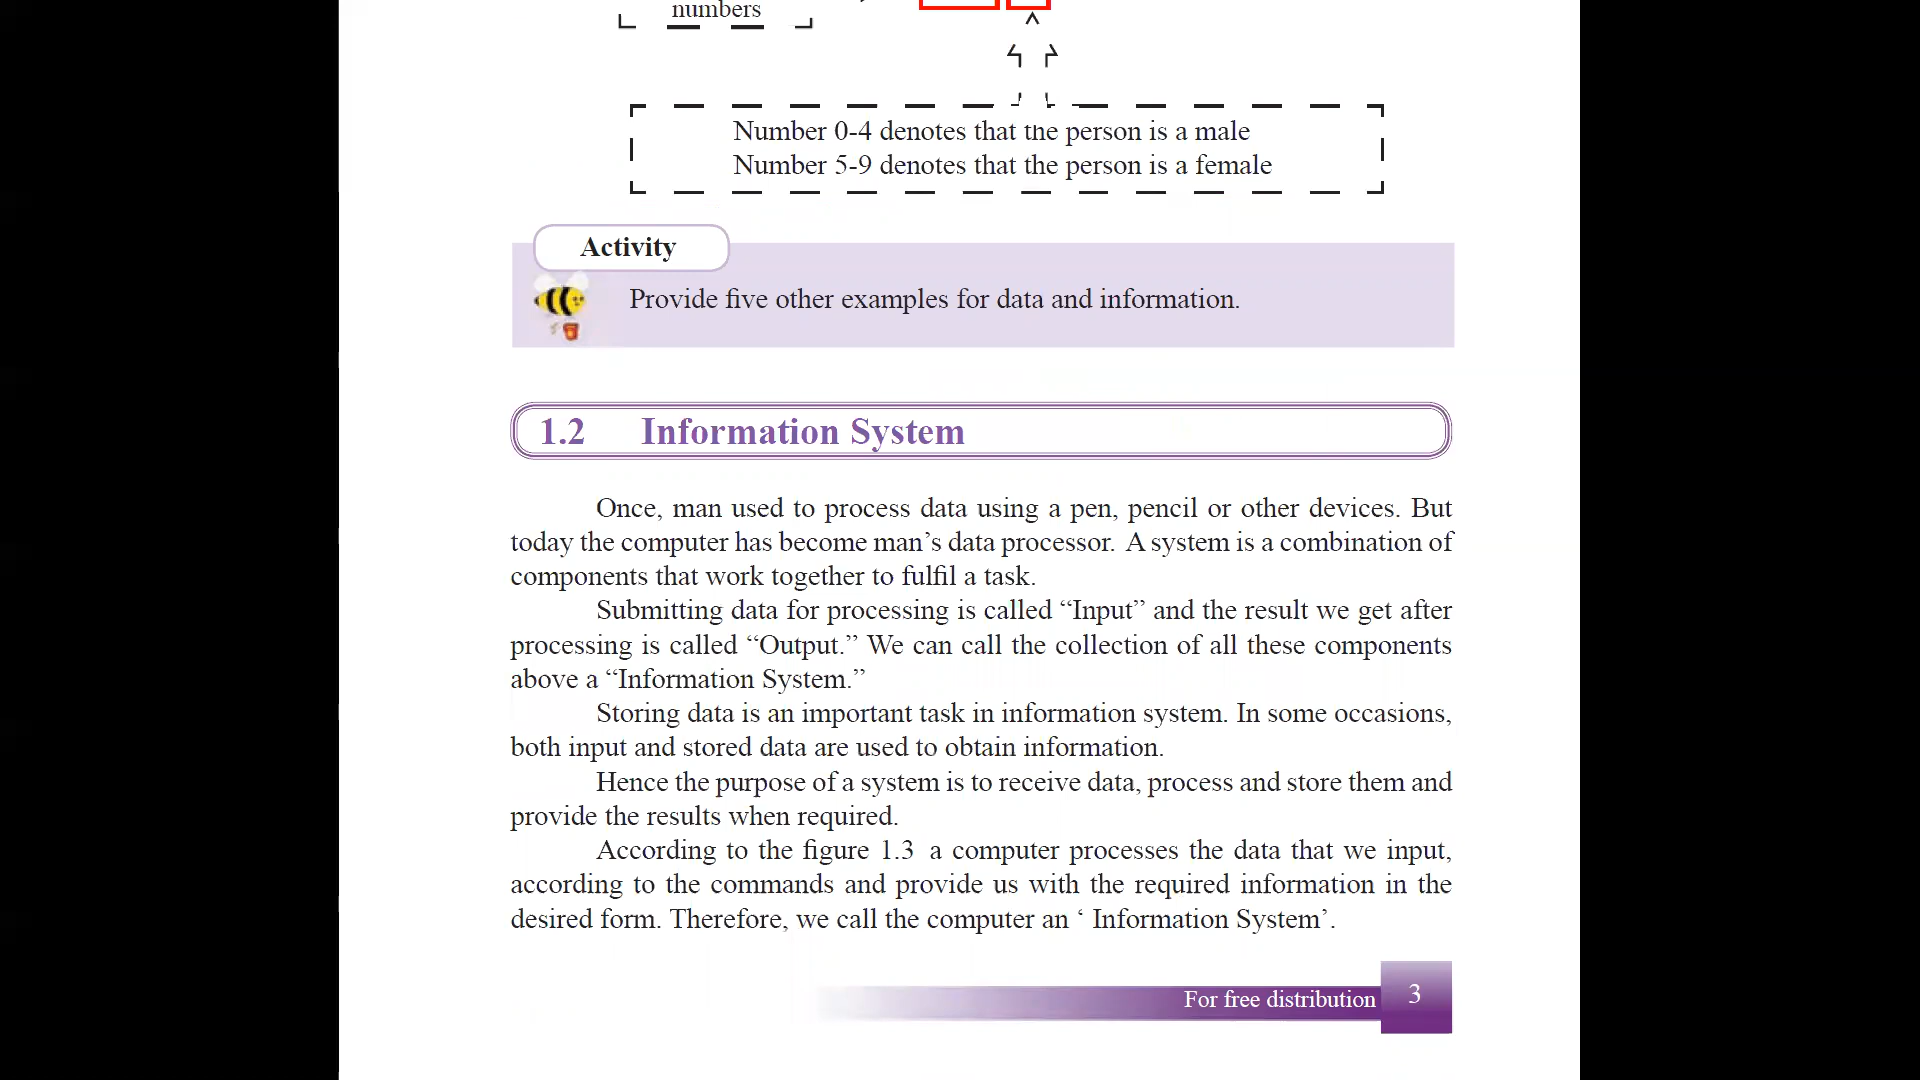 numbers
Number 0-4 denotes that the person is a male
Number 5-9 denotes that the person is a female
Activity
Provide five other examples for data and information.
1.2 Information System
Once, man used to process data using a pen, pencil or other devices. But
today the computer has become man’s data processor. A system is a combination of
components that work together to fulfil a task.
Submitting data for processing is called “Input” and the result we get after
processing is called “Output.” We can call the collection of all these components
above a “Information System.”
Storing data is an important task in information system. In some occasions,
both input and stored data are used to obtain information.
Hence the purpose of a system is to receive data, process and store them and
provide the results when required.
According to the figure 1.3 a computer processes the data that we input,
according to the commands and provide us with the required information in the
desired form. Therefore, we call the computer an ‘ Information System’.
For free distribution 3